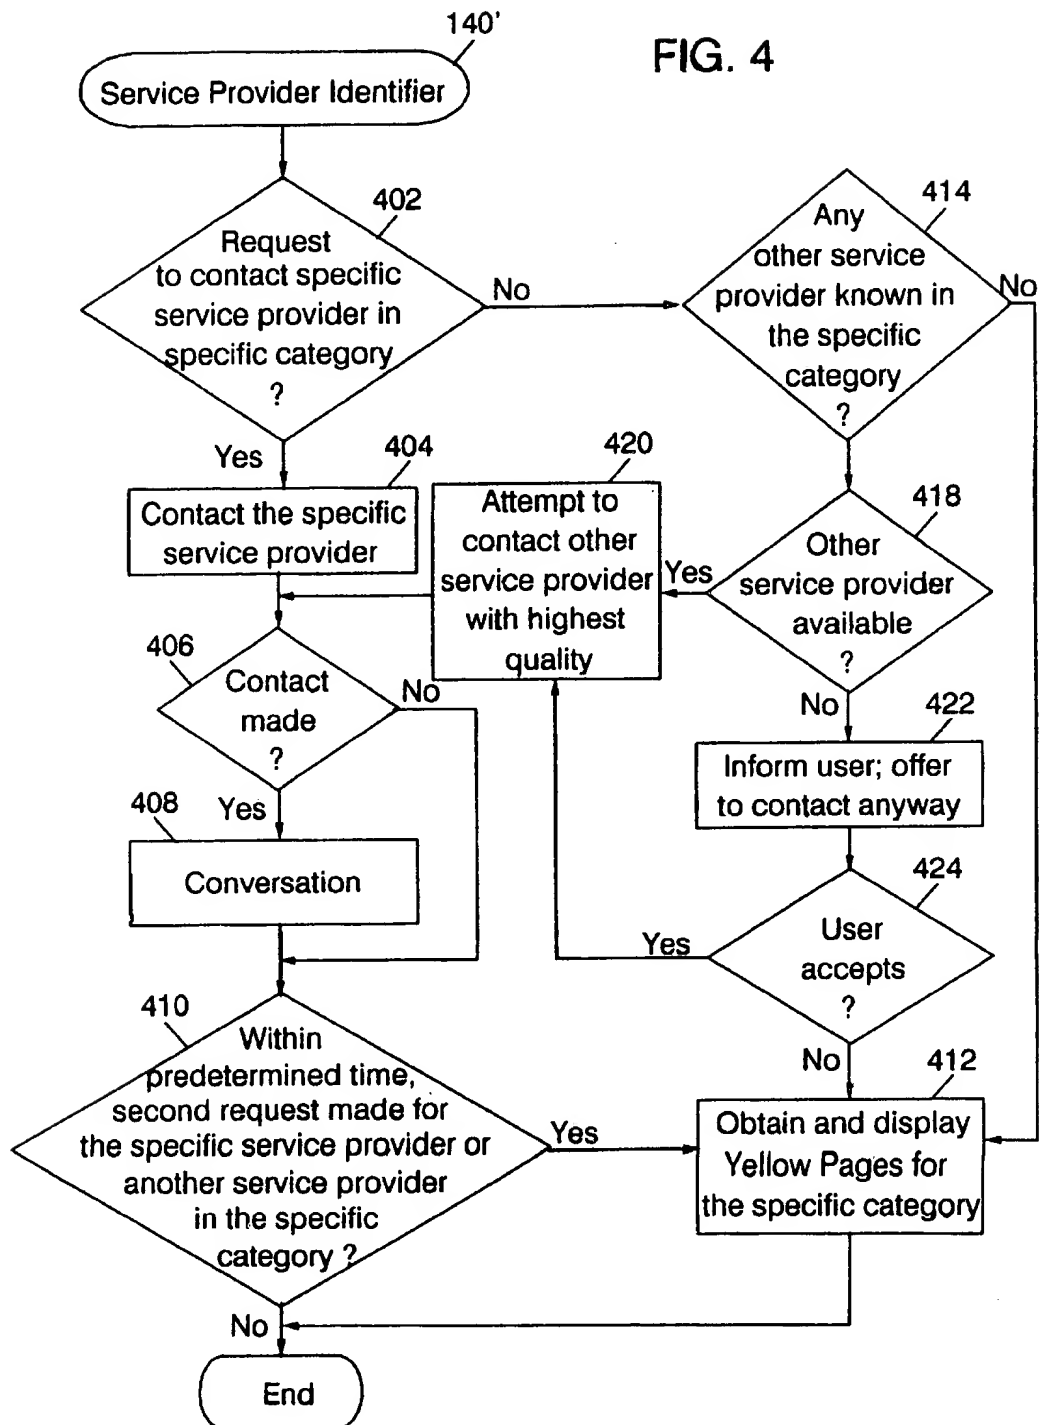 140'
FIG. 4
Service Provider Identifier
402
Request
to contact specific
service provider in
specific category
?
No
Yes
414
Any
other service
provider known in
the specific
category
?
No
404
Contact the specific
service provider
420
Attempt to
contact other
service provider
with highest
quality
418
Other
service provider
available
?
Yes
No
406
Contact
made
?
No
Yes
422
Inform user; offer
to contact anyway
408
Conversation
424
User
accepts
?
Yes
No
410
Within
predetermined time,
second request made for
the specific service provider or
another service provider
in the specific
category ?
Yes
No
412
Obtain and display
Yellow Pages for
the specific category
End